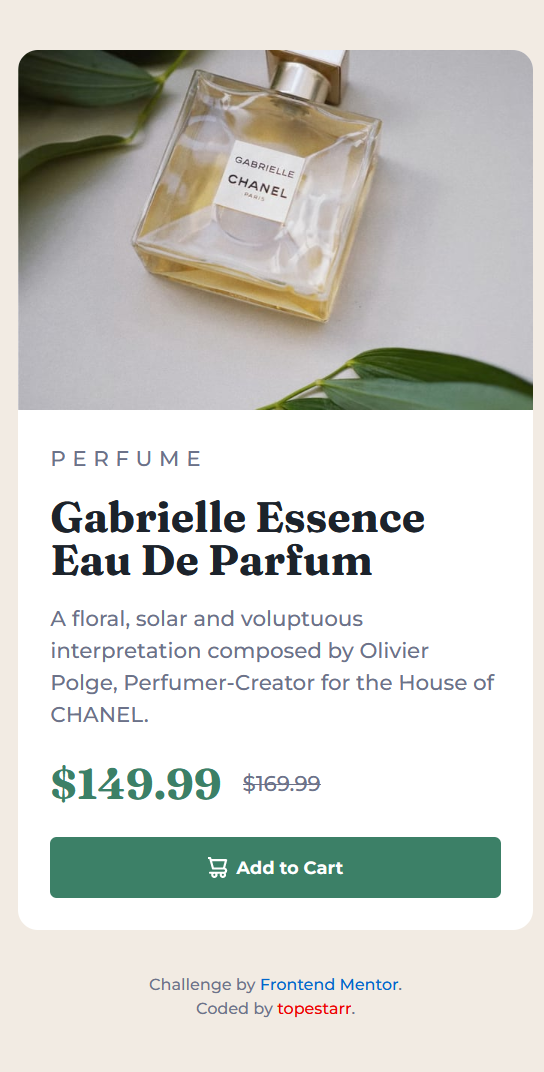 GABRIELLE
CHANEL
PARIS
PERFUME
Gabrielle Essence
Eau De Parfum
A floral, solar and voluptuous
interpretation composed by Olivier
Polge, Perfumer-Creator for the House of
CHANEL.
$149.99 $169.99
Add to Cart
Challenge by Frontend Mentor.
Coded by topestarr.